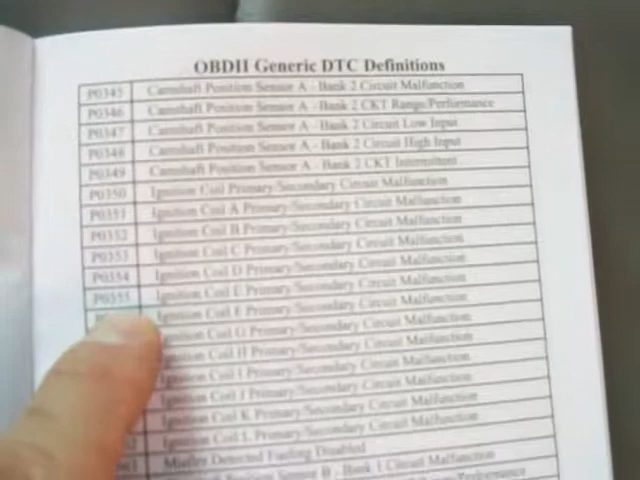 OBDII Generic DTC Definitions
P0345 Camshaft Position Sensor A - Bank 2 Circuit Malfunction
P0346 Camshaft Position Sensor A - Bank 2 CKT Range/Performance
P0347 Camshaft Position Sensor A - Bank 2 Circuit Low Input
P0348 Camshaft Position Sensor A - Bank 2 Circuit High Input
P0349 Camshaft Position Sensor A - Bank 2 CKT Intermittent
P0350 Ignition Coil Primary/Secondary Circuit Malfunction
P0351 Ignition Coil A Primary/Secondary Circuit Malfunction
P0352 Ignition Coil B Primary/Secondary Circuit Malfunction
P0353 Ignition Coil C Primary/Secondary Circuit Malfunction
P0354 Ignition Coil D Primary/Secondary Circuit Malfunction
P0355 Ignition Coil E Primary/Secondary Circuit Malfunction
Ignition Coil F Primary/Secondary Circuit Malfunction
Ignition Coil G Primary/Secondary Circuit Malfunction
Ignition Coil H Primary/Secondary Circuit Malfunction
Ignition Coil I Primary/Secondary Circuit Malfunction
Ignition Coil J Primary/Secondary Circuit Malfunction
Ignition Coil K Primary/Secondary Circuit Malfunction
Ignition Coil L Primary/Secondary Circuit Malfunction
Misfire Detected Fueling Disabled
Position Sensor B - Bank 1 Circuit Malfunction